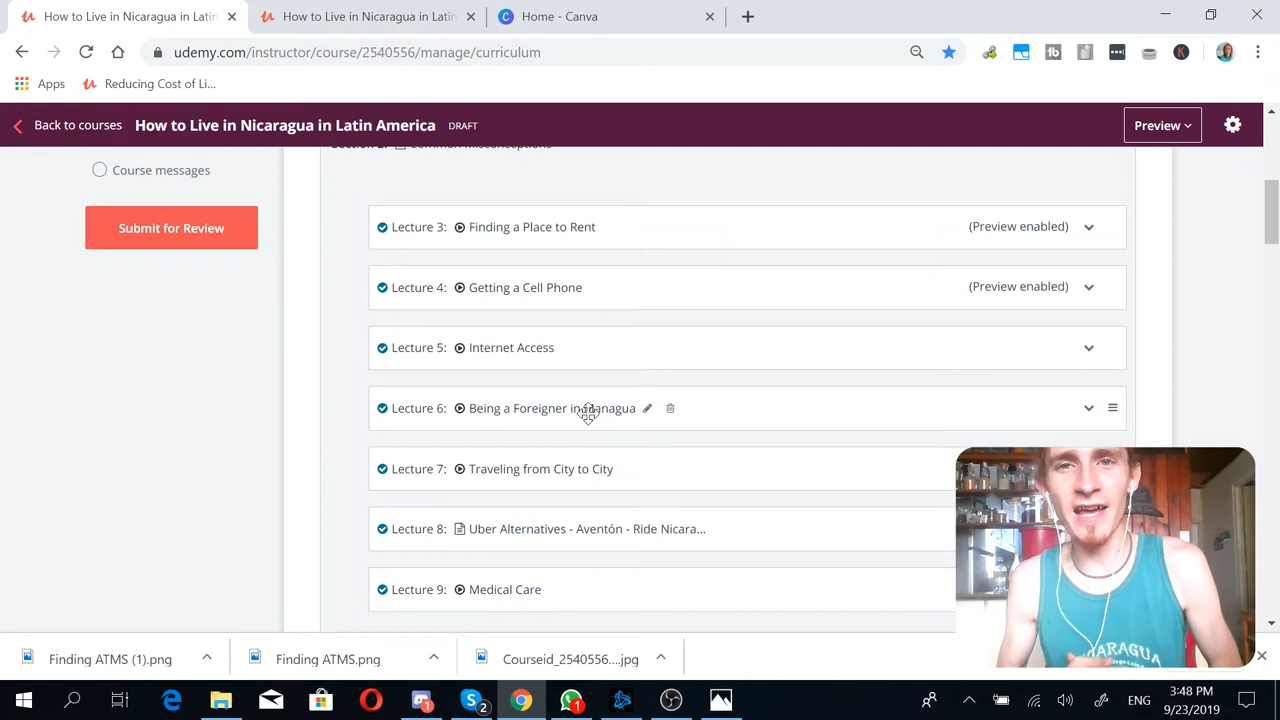 How to Live in Nicaragua in Latin
How to Live in Nicaragua in Latin
Home - Canva
udemy.com/instructor/course/2540556/manage/curriculum
Apps
Reducing Cost of Li...
Back to courses
How to Live in Nicaragua in Latin America
DRAFT
Preview
Common Misconceptions
Course messages
Submit for Review
Lecture 3: Finding a Place to Rent (Preview enabled)
Lecture 4: Getting a Cell Phone (Preview enabled)
Lecture 5: Internet Access
Lecture 6: Being a Foreigner in Managua
Lecture 7: Traveling from City to City
Lecture 8: Uber Alternatives - Aventón - Ride Nicara...
Lecture 9: Medical Care
NICARAGUA
Finding ATMS (1).png
Finding ATMS.png
Courseid_2540556....jpg
ENG
3:48 PM
9/23/2019